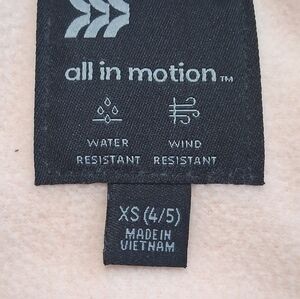 all in motion™
WATER RESISTANT
WIND RESISTANT
XS (4/5)
MADE IN
VIETNAM